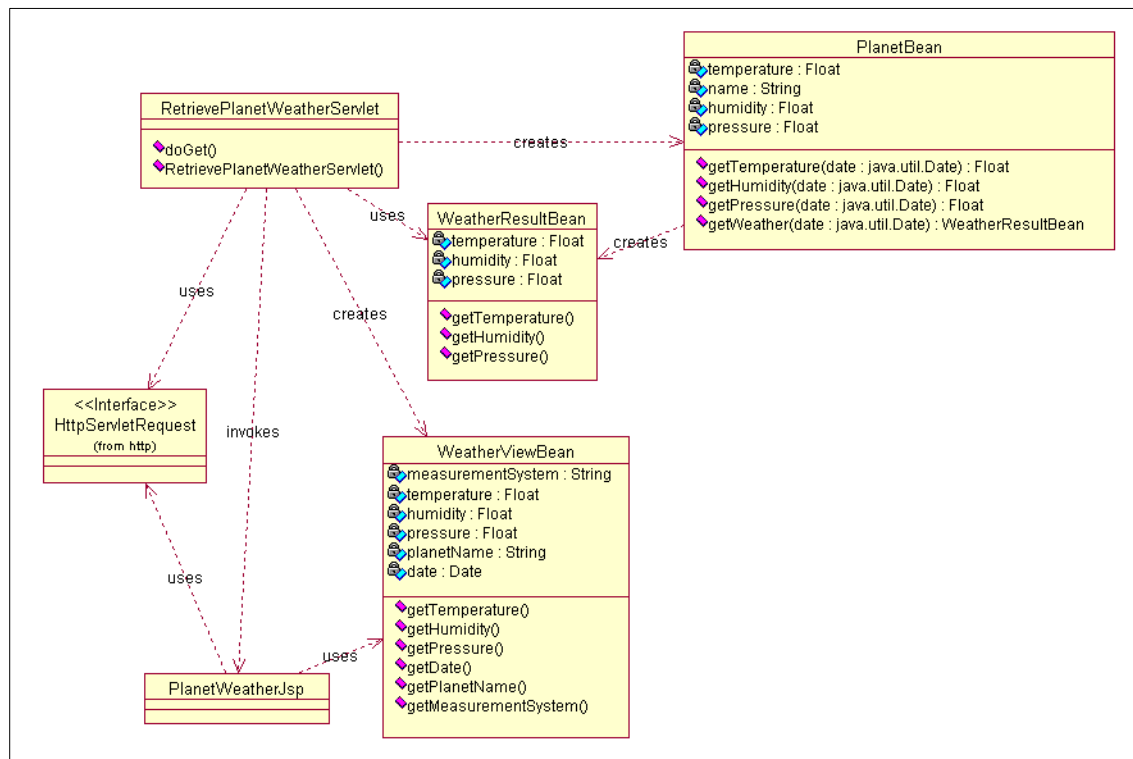 PlanetBean
temperature : Float
name : String
humidity : Float
pressure : Float
getTemperature(date : java.util.Date) : Float
getHumidity(date : java.util.Date) : Float
getPressure(date : java.util.Date) : Float
getWeather(date : java.util.Date) : WeatherResultBean
RetrievePlanetWeatherServlet
doGet()
RetrievePlanetWeatherServlet()
creates
uses
creates
WeatherResultBean
temperature : Float
humidity : Float
pressure : Float
getTemperature()
getHumidity()
getPressure()
uses
creates
<<Interface>>
HttpServletRequest
(from http)
invokes
WeatherViewBean
measurementSystem : String
temperature : Float
humidity : Float
pressure : Float
planetName : String
date : Date
getTemperature()
getHumidity()
getPressure()
getDate()
getPlanetName()
getMeasurementSystem()
uses
uses
PlanetWeatherJsp